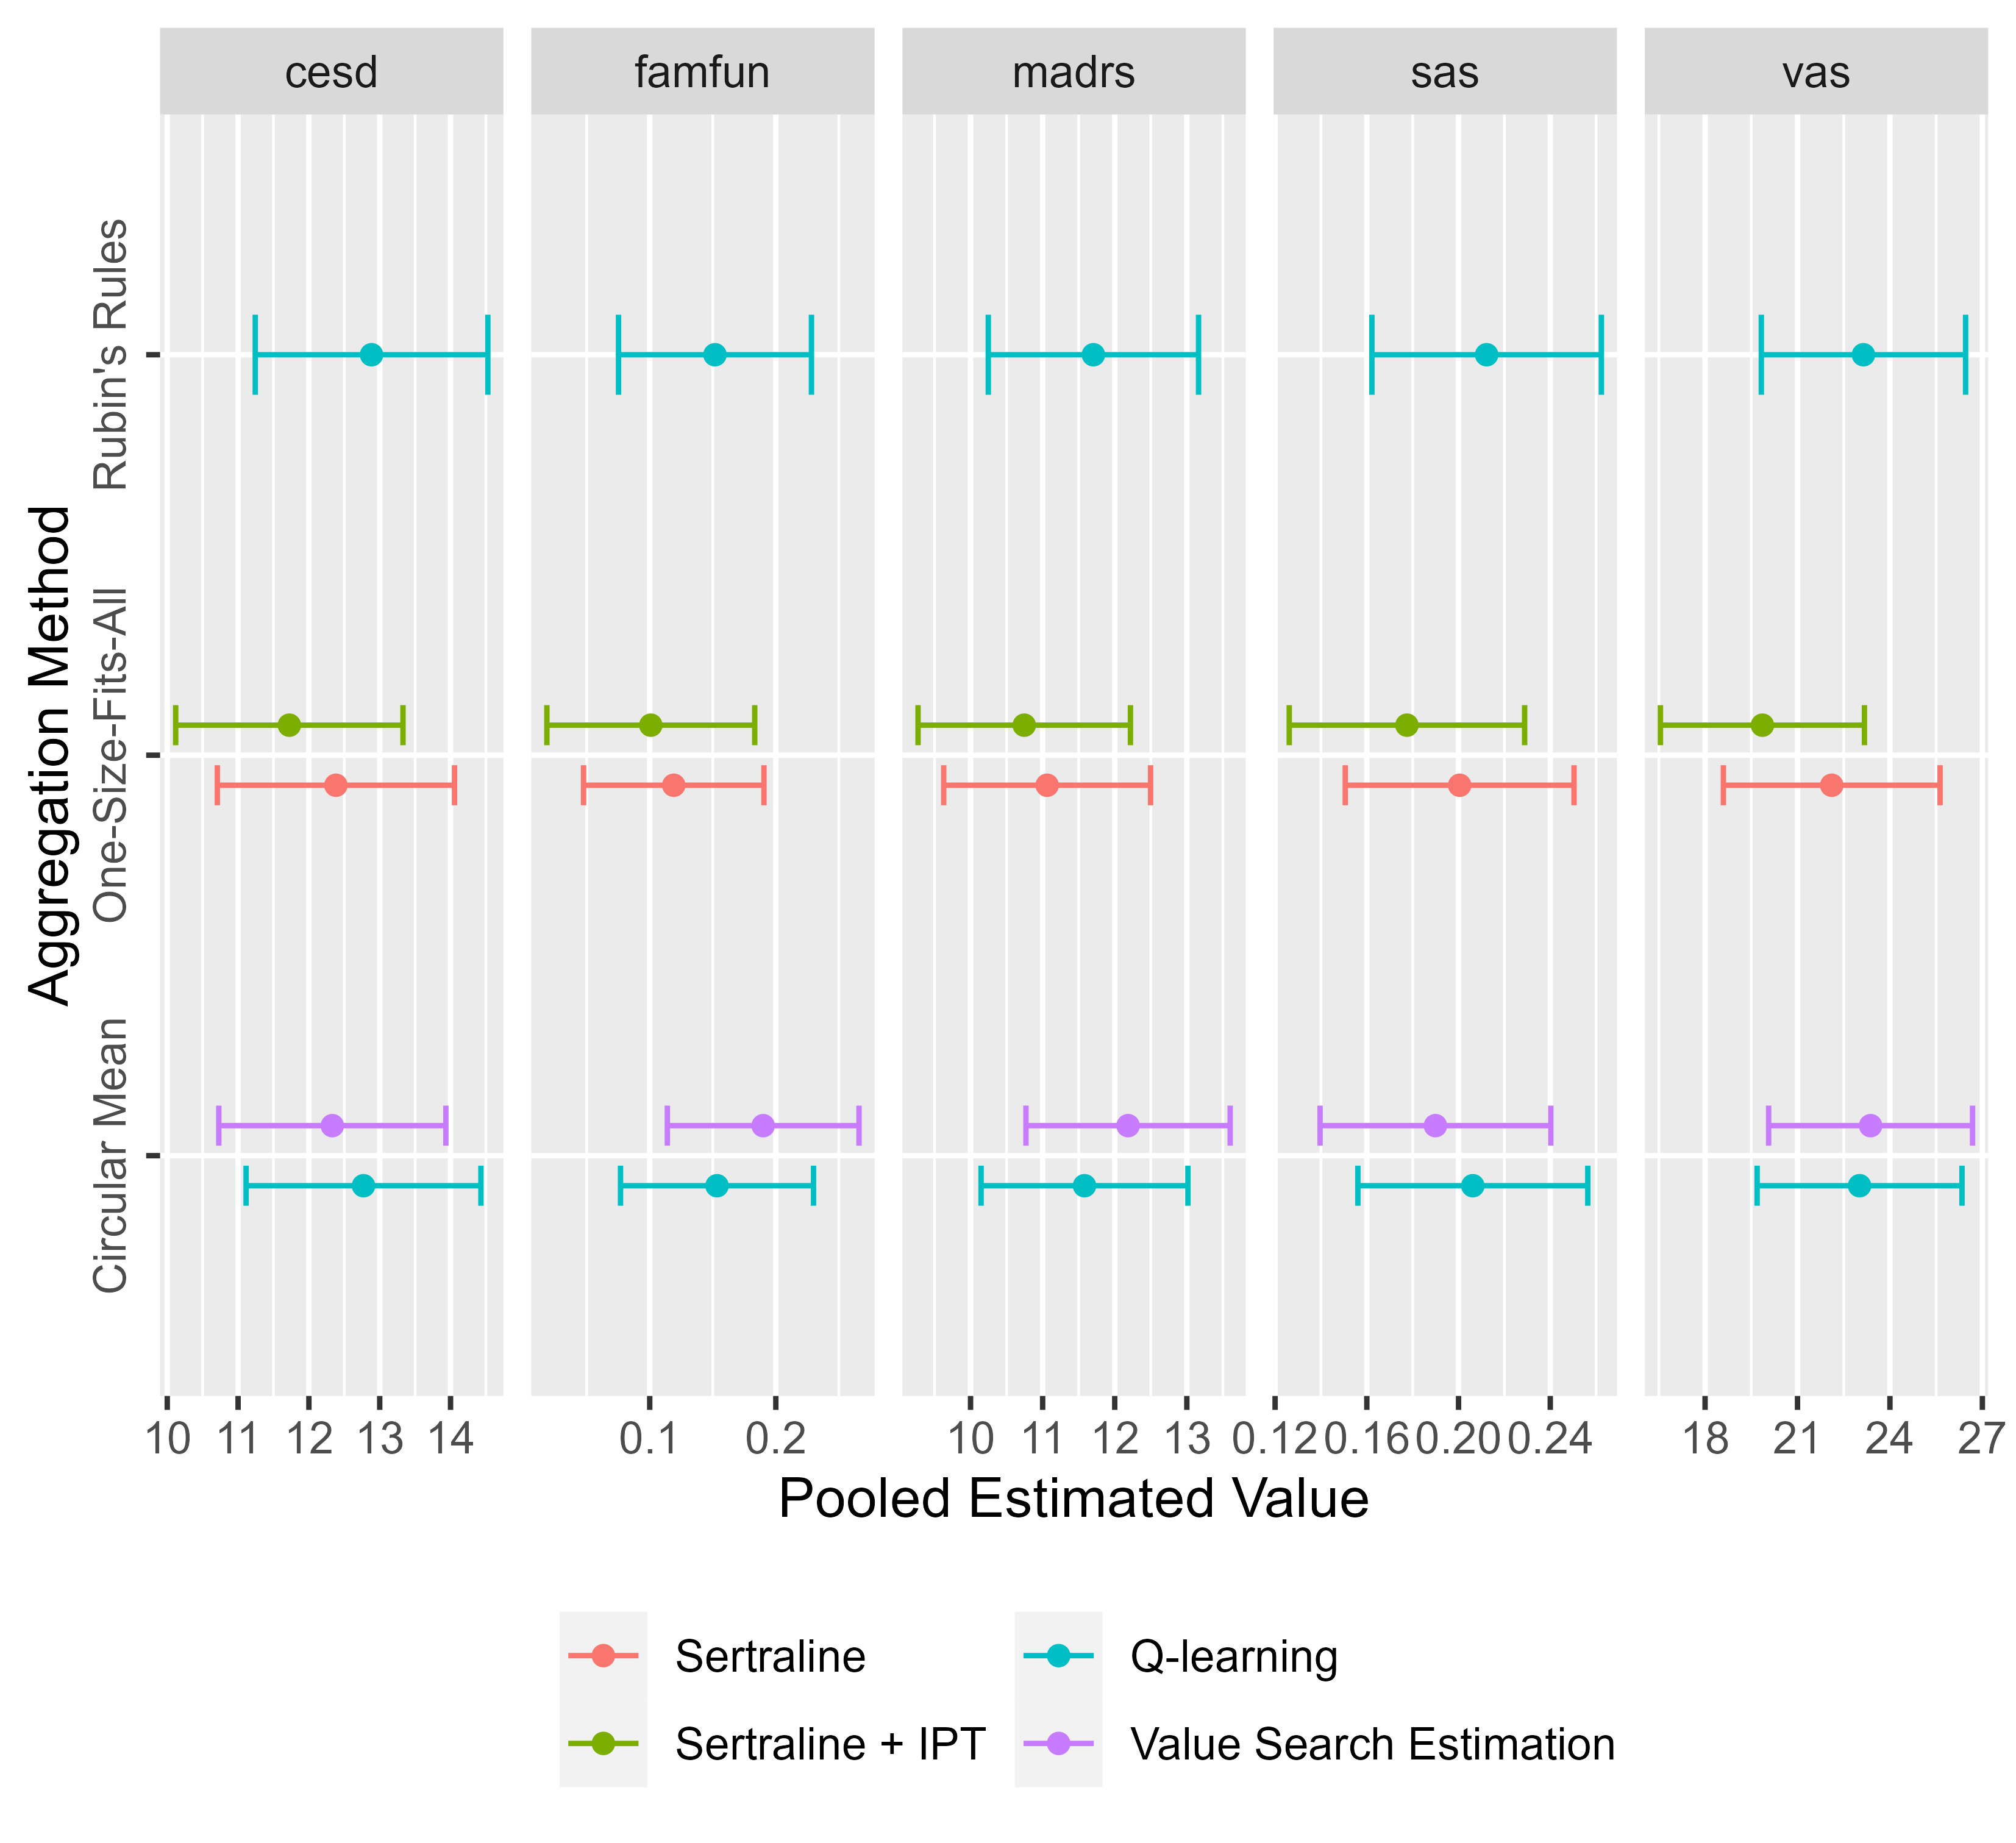 cesd famfun madrs sas vas
Aggregation Method
Rubin's Rules
One-Size-Fits-All
Circular Mean
10 11 12 13 14 0.1 0.2 10 11 12 13 0.12 0.16 0.20 0.24 18 21 24 27
Pooled Estimated Value
Sertraline Q-learning
Sertraline + IPT Value Search Estimation